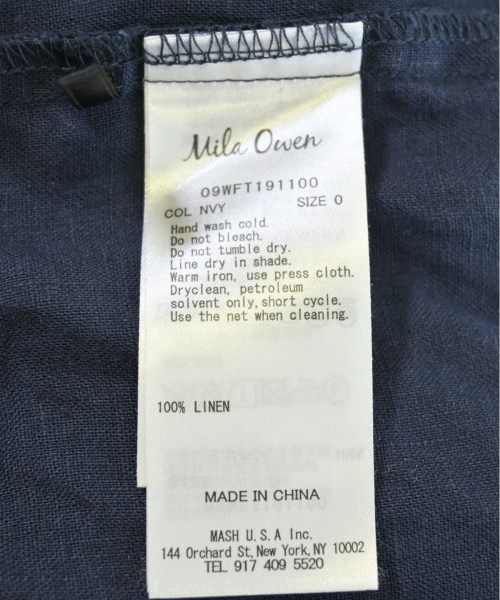 Mila Owen
09WFT191100
COL NVY SIZE 0
Hand wash cold.
Do not bleach.
Do not tumble dry.
Line dry in shade.
Warm iron, use press cloth.
Dryclean, petroleum
solvent only, short cycle.
Use the net when cleaning.
100% LINEN
MADE IN CHINA
MASH U.S.A Inc.
144 Orchard St, New York, NY 10002
TEL 917 409 5520